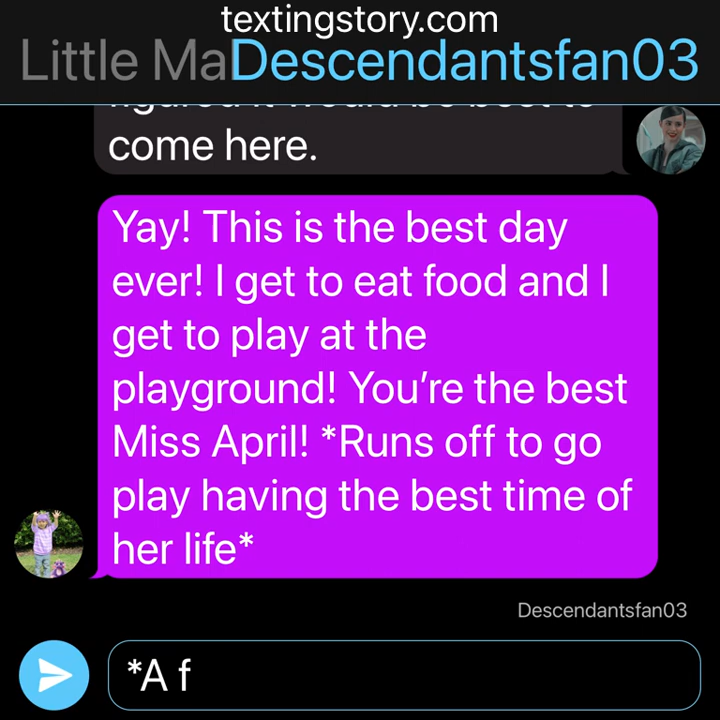 textingstory.com
Little Ma
Descendantsfan03
come here.
Yay! This is the best day
ever! I get to eat food and I
get to play at the
playground! You're the best
Miss April! *Runs off to go
play having the best time of
her life*
Descendantsfan03
*A f